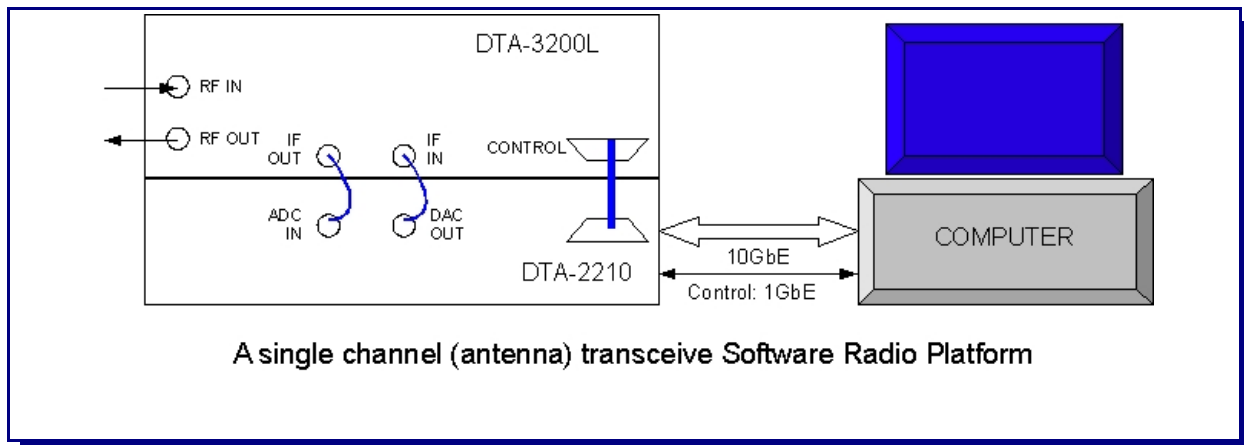 DTA-3200L
RF IN
RF OUT
IF
OUT
IF
IN
CONTROL
ADC
IN
DAC
OUT
DTA-2210
10GbE
Control: 1GbE
COMPUTER
A single channel (antenna) transceive Software Radio Platform